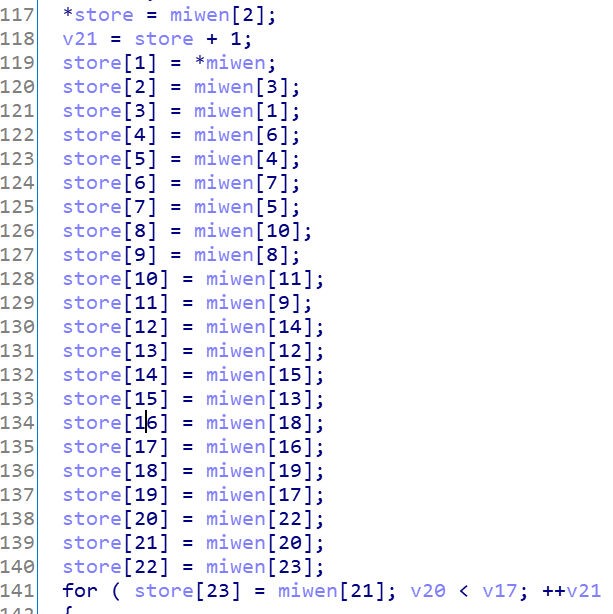 117 *store = miwen[2];
118 v21 = store + 1;
119 store[1] = *miwen;
120 store[2] = miwen[3];
121 store[3] = miwen[1];
122 store[4] = miwen[6];
123 store[5] = miwen[4];
124 store[6] = miwen[7];
125 store[7] = miwen[5];
126 store[8] = miwen[10];
127 store[9] = miwen[8];
128 store[10] = miwen[11];
129 store[11] = miwen[9];
130 store[12] = miwen[14];
131 store[13] = miwen[12];
132 store[14] = miwen[15];
133 store[15] = miwen[13];
134 store[16] = miwen[18];
135 store[17] = miwen[16];
136 store[18] = miwen[19];
137 store[19] = miwen[17];
138 store[20] = miwen[22];
139 store[21] = miwen[20];
140 store[22] = miwen[23];
141 for ( store[23] = miwen[21]; v20 < v17; ++v21